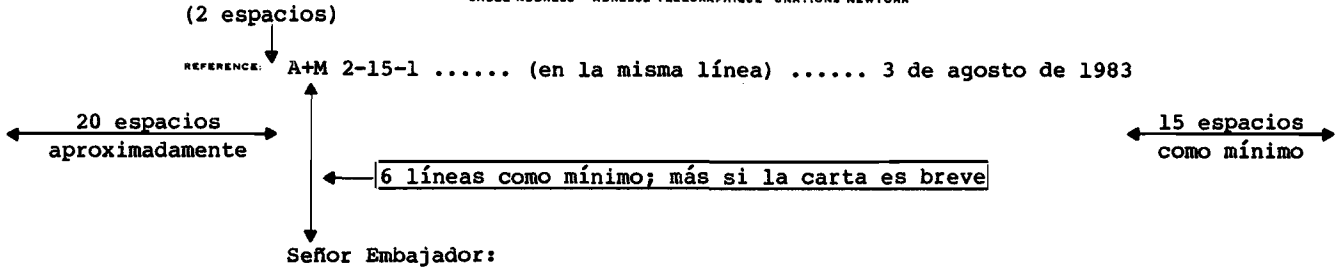 (2 espacios)
REFERENCE: A+M 2-15-1 ...... (en la misma línea) ...... 3 de agosto de 1983
20 espacios aproximadamente
15 espacios como mínimo
6 líneas como mínimo; más si la carta es breve
Señor Embajador: